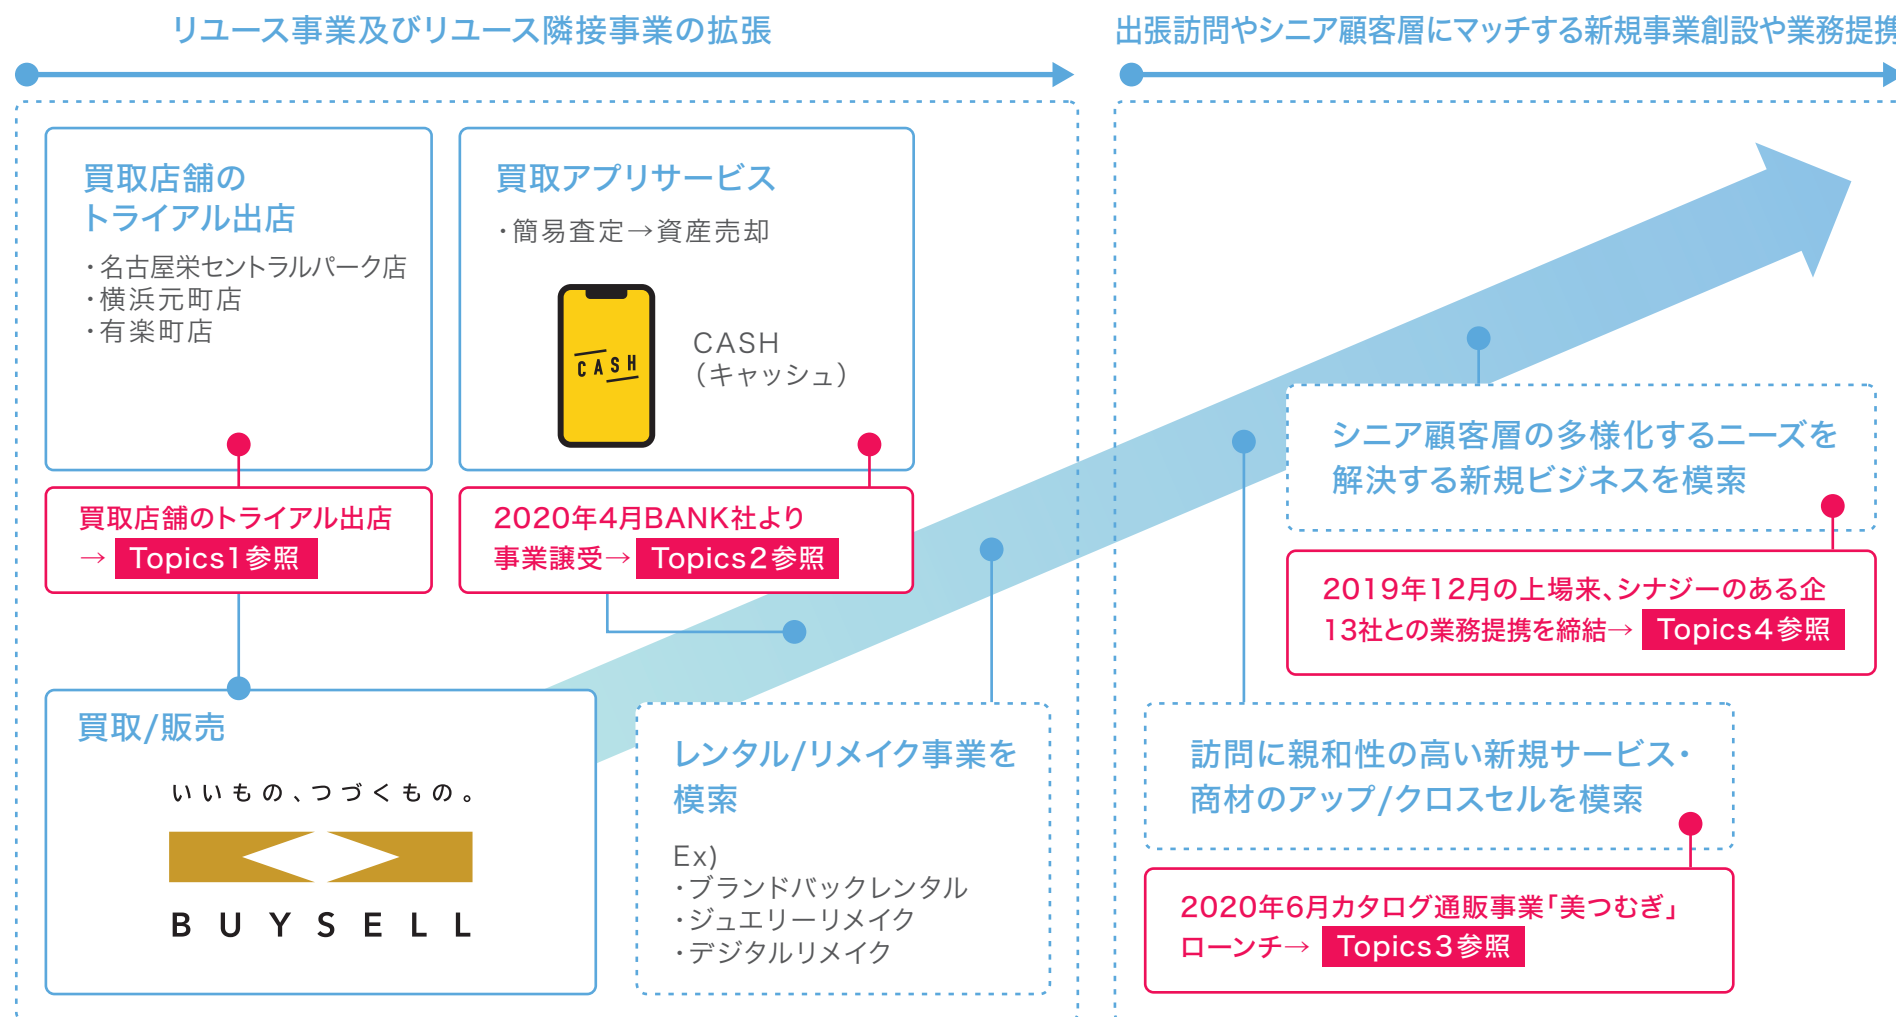 リユース事業及びリユース隣接事業の拡張
買取店舗の
トライアル出店
・名古屋栄セントラルパーク店
・横浜元町店
・有楽町店
買取アプリサービス
・簡易査定→資産売却
CASH
CASH
（キャッシュ）
買取店舗のトライアル出店
→ Topics1参照
2020年4月BANK社より
事業譲受→ Topics2参照
買取/販売
いいもの、つづくもの。
BUYSELL
レンタル/リメイク事業を
模索
Ex)
・ブランドバックレンタル
・ジュエリーリメイク
・デジタルリメイク
出張訪問やシニア顧客層にマッチする新規事業創設や業務提携
シニア顧客層の多様化するニーズを
解決する新規ビジネスを模索
2019年12月の上場来、シナジーのある企
13社との業務提携を締結→ Topics4参照
訪問に親和性の高い新規サービス・
商材のアップ/クロスセルを模索
2020年6月カタログ通販事業「美つむぎ」
ローンチ→ Topics3参照